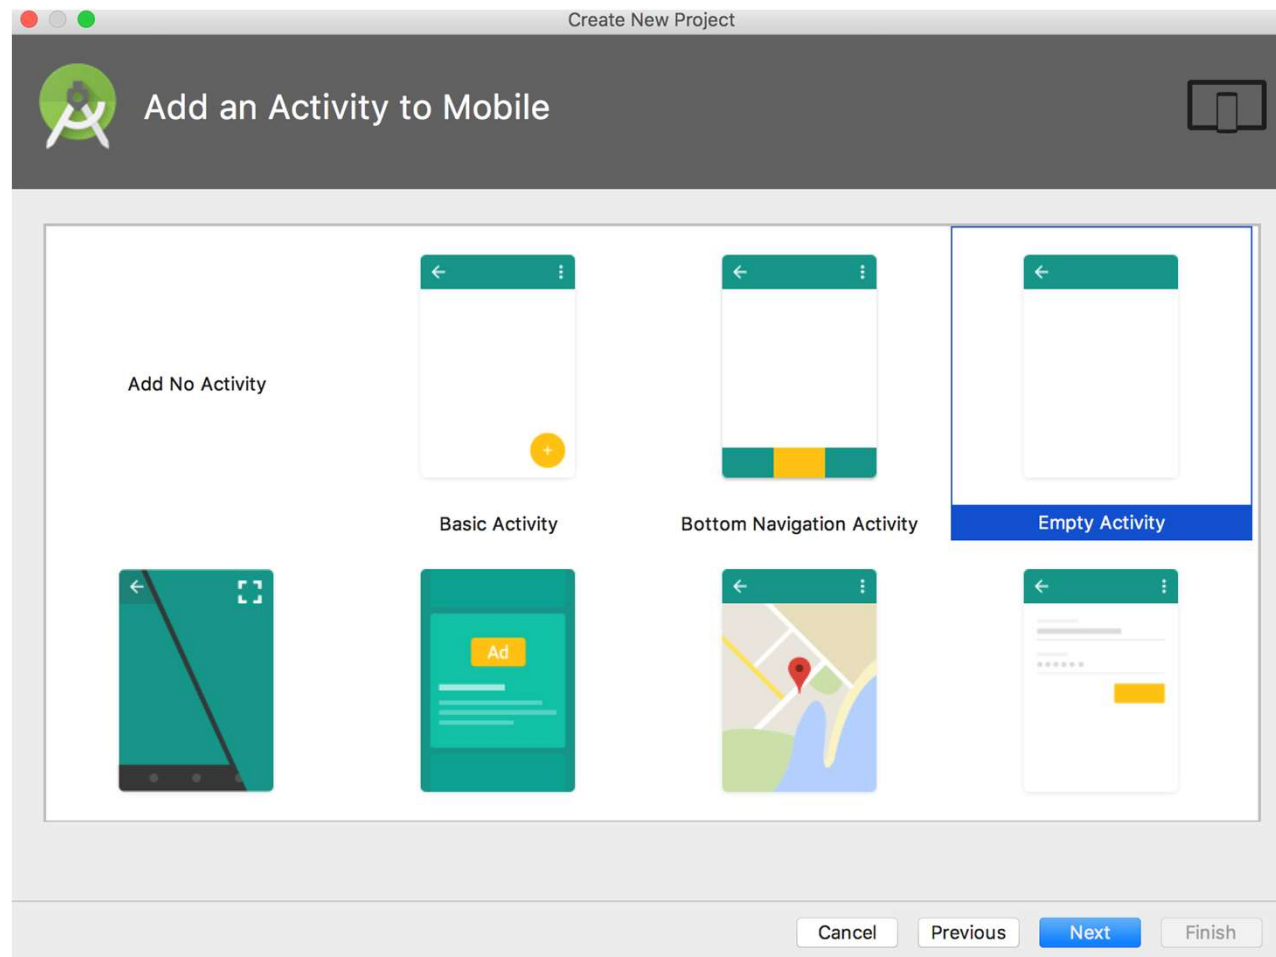 Create New Project
Add an Activity to Mobile
Add No Activity
Basic Activity
Bottom Navigation Activity
Empty Activity
Ad
Cancel
Previous
Next
Finish